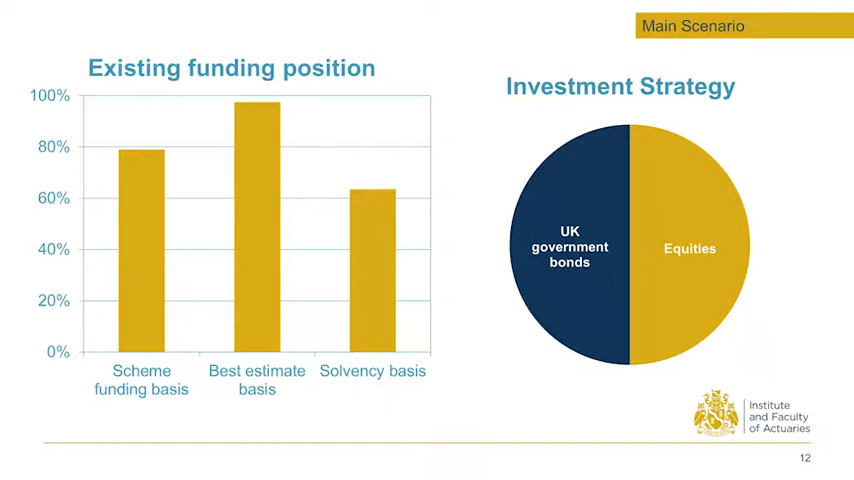 Main Scenario
Existing funding position
100%
80%
60%
40%
20%
0%
Scheme
funding basis
Best estimate
basis
Solvency basis
Investment Strategy
UK
government
bonds
Equities
Institute
and Faculty
of Actuaries
12